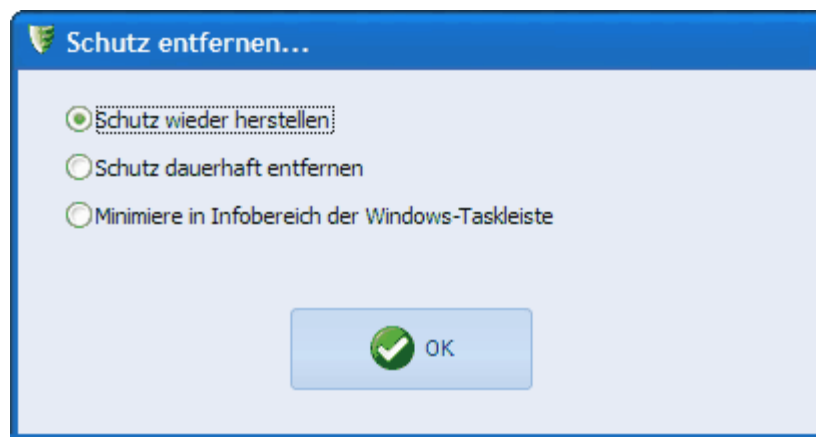 Schutz entfernen...
Schutz wieder herstellen
Schutz dauerhaft entfernen
Minimiere in Infobereich der Windows-Taskleiste
OK